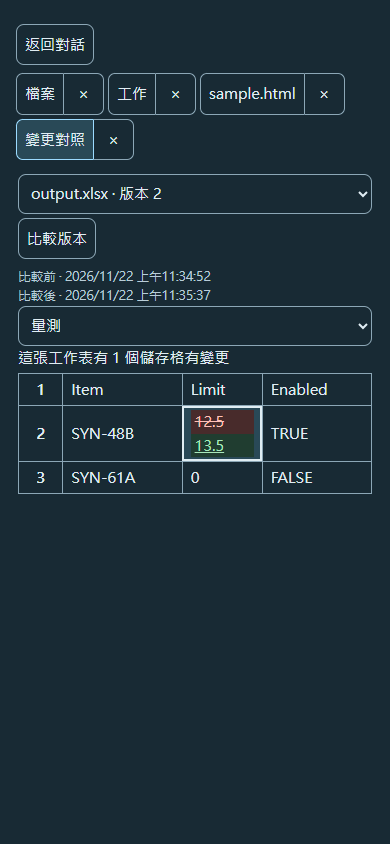 返回對話
檔案 × 工作 × sample.html ×
變更對照 ×
output.xlsx · 版本 2
比較版本
比較前 · 2026/11/22 上午11:34:52
比較後 · 2026/11/22 上午11:35:37
量測
這張工作表有 1 個儲存格有變更
1 Item Limit Enabled
2 SYN-48B 12.5 13.5 TRUE
3 SYN-61A 0 FALSE